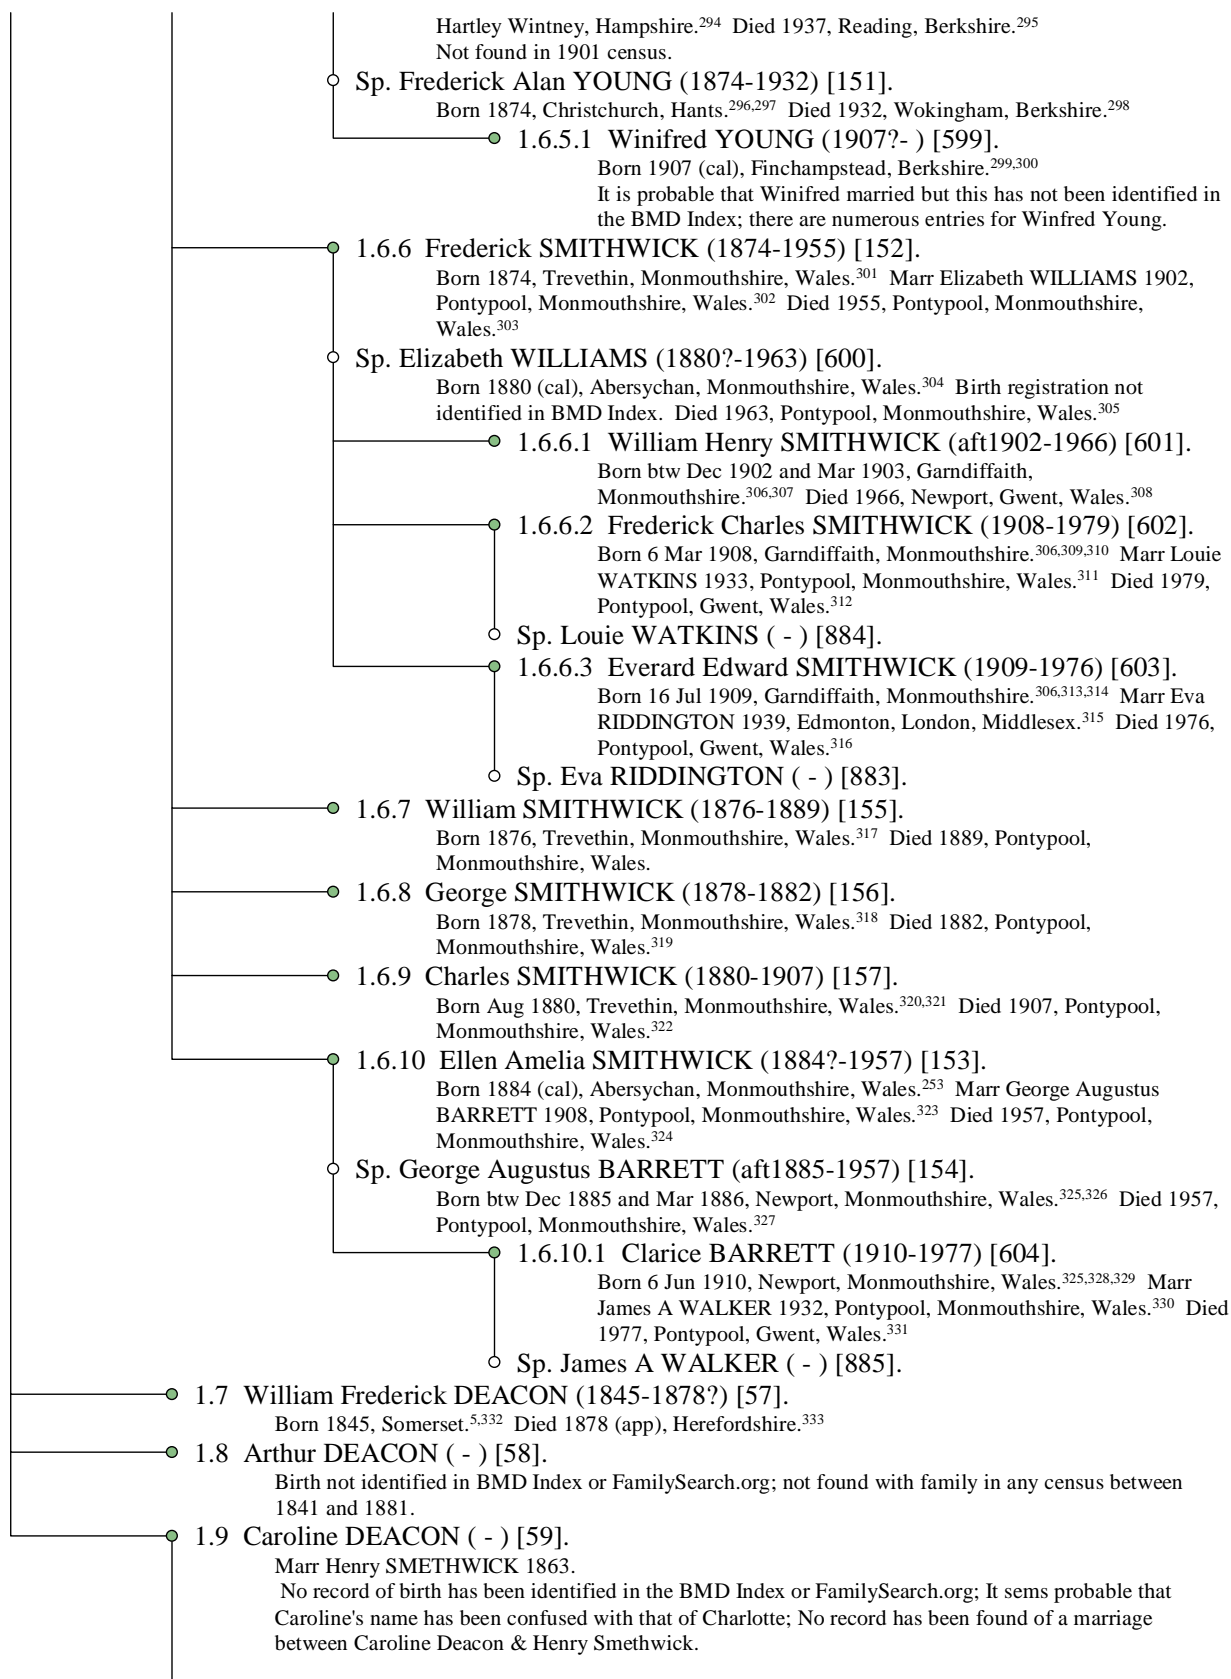 Hartley Wintney, Hampshire.294 Died 1937, Reading, Berkshire.295
Not found in 1901 census.
Sp. Frederick Alan YOUNG (1874-1932) [151].
Born 1874, Christchurch, Hants.296,297 Died 1932, Wokingham, Berkshire.298
1.6.5.1 Winifred YOUNG (1907?- ) [599].
Born 1907 (cal), Finchampstead, Berkshire.299,300
It is probable that Winifred married but this has not been identified in
the BMD Index; there are numerous entries for Winfred Young.
1.6.6 Frederick SMITHWICK (1874-1955) [152].
Born 1874, Trevethin, Monmouthshire, Wales.301 Marr Elizabeth WILLIAMS 1902,
Pontypool, Monmouthshire, Wales.302 Died 1955, Pontypool, Monmouthshire,
Wales.303
Sp. Elizabeth WILLIAMS (1880?-1963) [600].
Born 1880 (cal), Abersychan, Monmouthshire, Wales.304 Birth registration not
identified in BMD Index. Died 1963, Pontypool, Monmouthshire, Wales.305
1.6.6.1 William Henry SMITHWICK (aft1902-1966) [601].
Born btw Dec 1902 and Mar 1903, Garndiffaith,
Monmouthshire.306,307 Died 1966, Newport, Gwent, Wales.308
1.6.6.2 Frederick Charles SMITHWICK (1908-1979) [602].
Born 6 Mar 1908, Garndiffaith, Monmouthshire.306,309,310 Marr Louie
WATKINS 1933, Pontypool, Monmouthshire, Wales.311 Died 1979,
Pontypool, Gwent, Wales.312
Sp. Louie WATKINS ( - ) [884].
1.6.6.3 Everard Edward SMITHWICK (1909-1976) [603].
Born 16 Jul 1909, Garndiffaith, Monmouthshire.306,313,314 Marr Eva
RIDDINGTON 1939, Edmonton, London, Middlesex.315 Died 1976,
Pontypool, Gwent, Wales.316
Sp. Eva RIDDINGTON ( - ) [883].
1.6.7 William SMITHWICK (1876-1889) [155].
Born 1876, Trevethin, Monmouthshire, Wales.317 Died 1889, Pontypool,
Monmouthshire, Wales.
1.6.8 George SMITHWICK (1878-1882) [156].
Born 1878, Trevethin, Monmouthshire, Wales.318 Died 1882, Pontypool,
Monmouthshire, Wales.319
1.6.9 Charles SMITHWICK (1880-1907) [157].
Born Aug 1880, Trevethin, Monmouthshire, Wales.320,321 Died 1907, Pontypool,
Monmouthshire, Wales.322
1.6.10 Ellen Amelia SMITHWICK (1884?-1957) [153].
Born 1884 (cal), Abersychan, Monmouthshire, Wales.253 Marr George Augustus
BARRETT 1908, Pontypool, Monmouthshire, Wales.323 Died 1957, Pontypool,
Monmouthshire, Wales.324
Sp. George Augustus BARRETT (aft1885-1957) [154].
Born btw Dec 1885 and Mar 1886, Newport, Monmouthshire, Wales.325,326 Died 1957,
Pontypool, Monmouthshire, Wales.327
1.6.10.1 Clarice BARRETT (1910-1977) [604].
Born 6 Jun 1910, Newport, Monmouthshire, Wales.325,328,329 Marr
James A WALKER 1932, Pontypool, Monmouthshire, Wales.330 Died
1977, Pontypool, Gwent, Wales.331
Sp. James A WALKER ( - ) [885].
1.7 William Frederick DEACON (1845-1878?) [57].
Born 1845, Somerset.5,332 Died 1878 (app), Herefordshire.333
1.8 Arthur DEACON ( - ) [58].
Birth not identified in BMD Index or FamilySearch.org; not found with family in any census between
1841 and 1881.
1.9 Caroline DEACON ( - ) [59].
Marr Henry SMETHWICK 1863.
No record of birth has been identified in the BMD Index or FamilySearch.org; It sems probable that
Caroline's name has been confused with that of Charlotte; No record has been found of a marriage
between Caroline Deacon & Henry Smethwick.